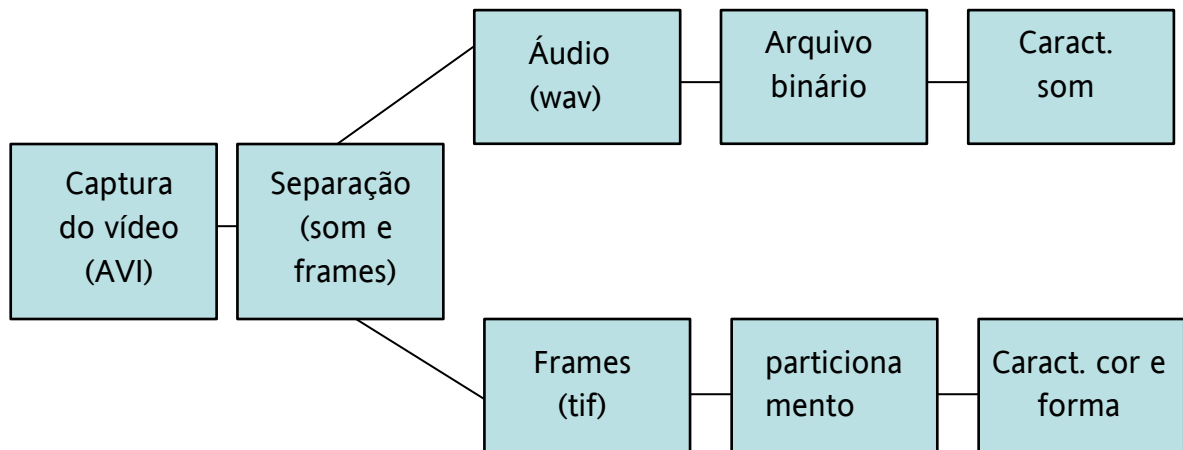 Captura
do vídeo
(AVI)
Separação
(som e
frames)
Áudio
(wav)
Arquivo
binário
Caract.
som
Frames
(tif)
particiona
mento
Caract. cor e
forma